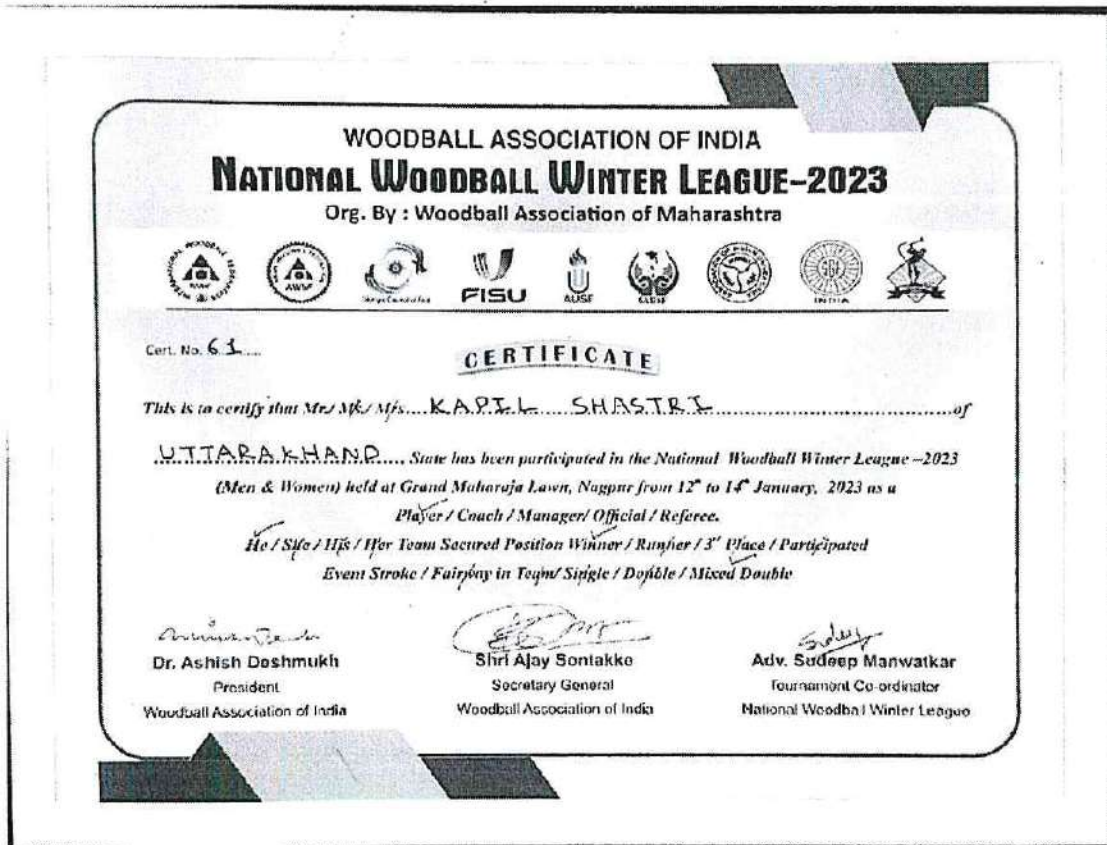 WOODBALL ASSOCIATION OF INDIA
NATIONAL WOODBALL WINTER LEAGUE-2023
Org. By : Woodball Association of Maharashtra
FISU
AUSF
Cert. No. 61
CERTIFICATE
This is to certify that Mr./ Ms./ M/s. KAPIL SHASTRI of
UTTARAKHAND State has been participated in the National Woodball Winter League –2023
(Men & Women) held at Grand Maharaja Lawn, Nagpur from 12th to 14th January, 2023 as a
Player / Coach / Manager/ Official / Referee.
He / She / His / Her Team Secured Position Winner / Runner / 3rd Place / Participated
Event Stroke / Fairway in Team/ Single / Double / Mixed Double
Dr. Ashish Deshmukh Shri Ajay Sontakke Adv. Sudeep Manwatkar
President Secretary General Tournament Co-ordinator
Woodball Association of India Woodball Association of India National Woodball Winter League